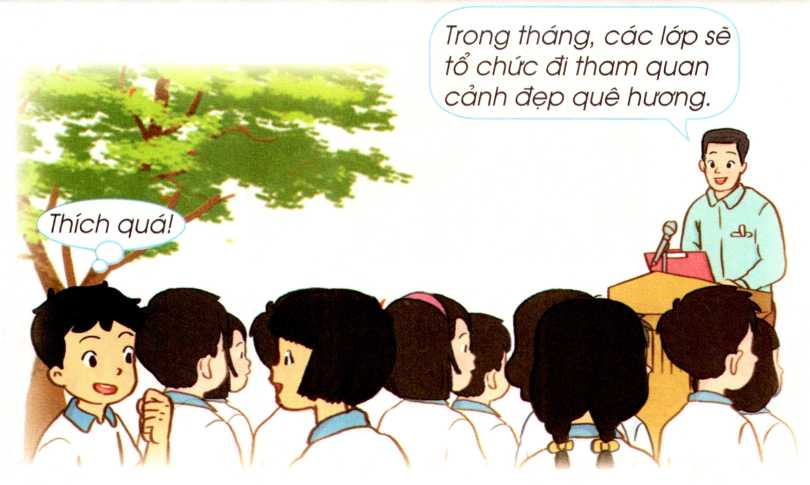 Trong tháng, các lớp sẽ
tổ chức đi tham quan
cảnh đẹp quê hương.
Thích quá!